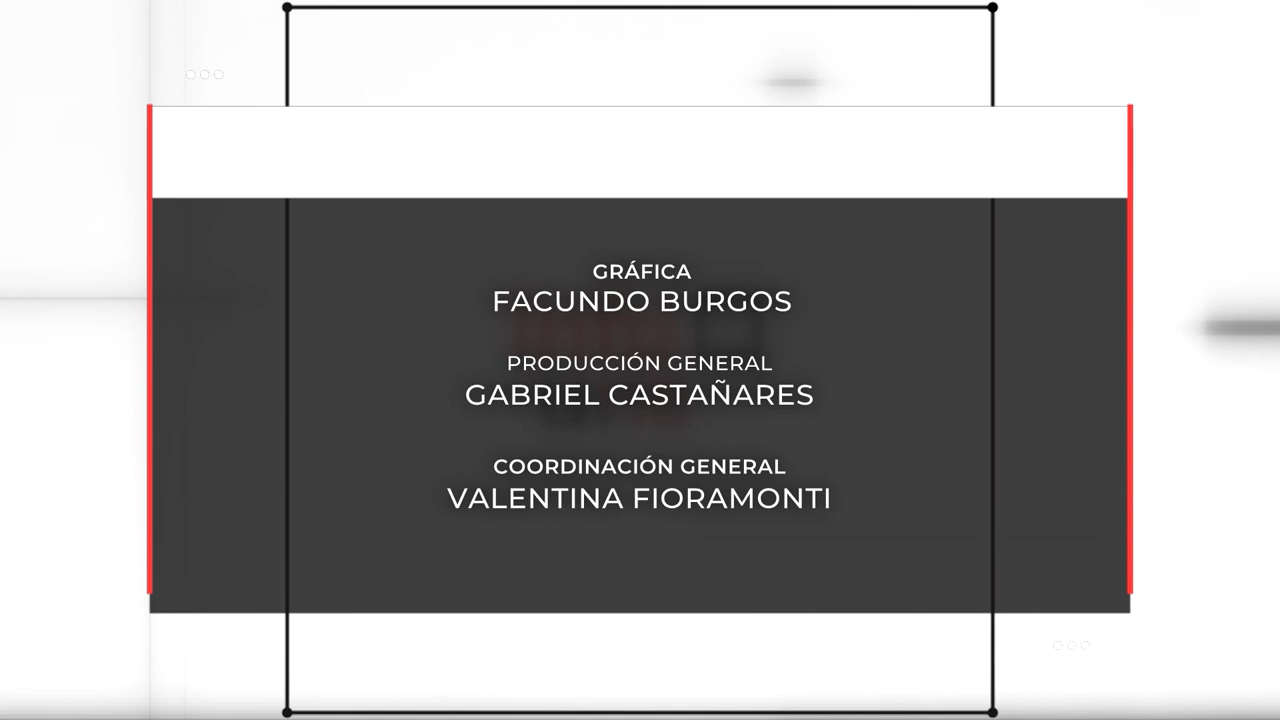 GRÁFICA
FACUNDO BURGOS
PRODUCCIÓN GENERAL
GABRIEL CASTAÑARES
COORDINACIÓN GENERAL
VALENTINA FIORAMONTI